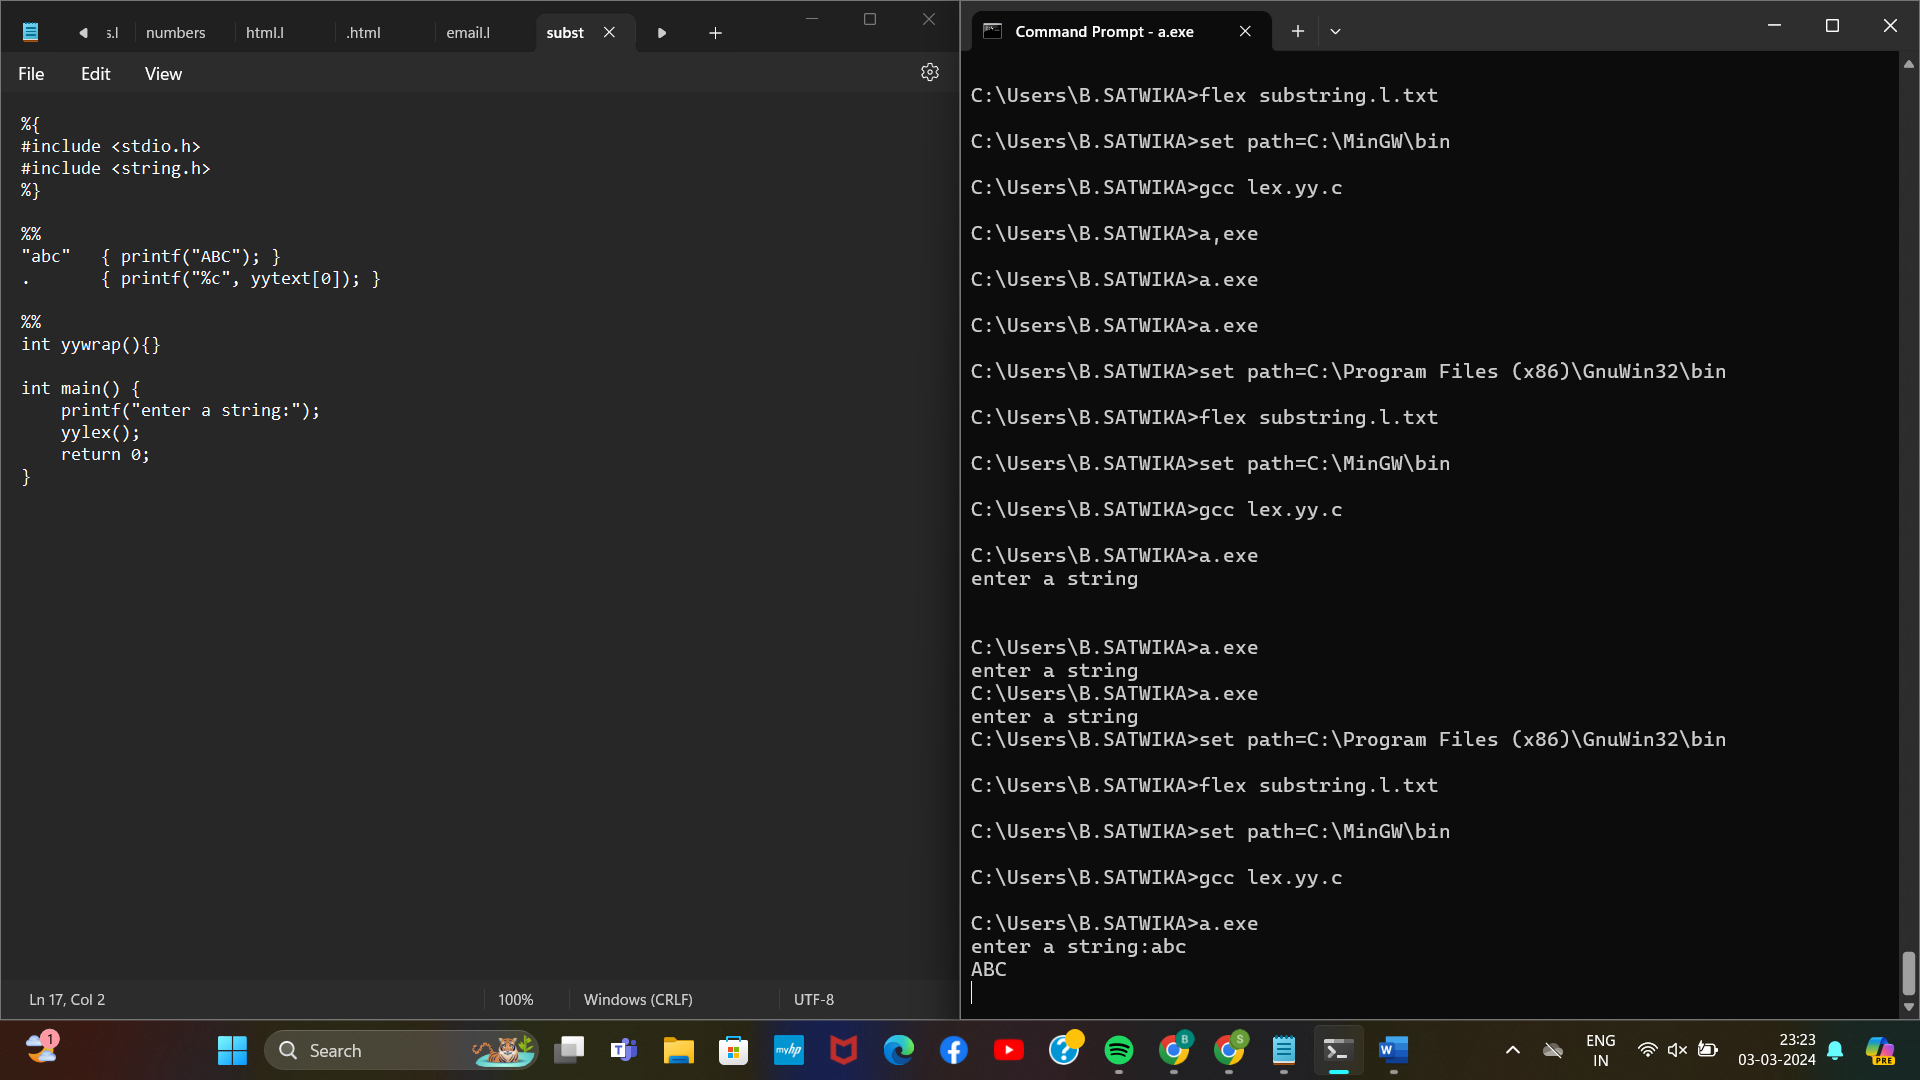 s.l
numbers
html.l
.html
email.l
subst
File
Edit
View
%{
#include <stdio.h>
#include <string.h>
%}
%%
"abc"   { printf("ABC"); }
.       { printf("%c", yytext[0]); }
%%
int yywrap(){}
int main() {
    printf("enter a string:");
    yylex();
    return 0;
}
Ln 17, Col 2
100%
Windows (CRLF)
UTF-8
Command Prompt - a.exe
C:\Users\B.SATWIKA>flex substring.l.txt
C:\Users\B.SATWIKA>set path=C:\MinGW\bin
C:\Users\B.SATWIKA>gcc lex.yy.c
C:\Users\B.SATWIKA>a,exe
C:\Users\B.SATWIKA>a.exe
C:\Users\B.SATWIKA>a.exe
C:\Users\B.SATWIKA>set path=C:\Program Files (x86)\GnuWin32\bin
C:\Users\B.SATWIKA>flex substring.l.txt
C:\Users\B.SATWIKA>set path=C:\MinGW\bin
C:\Users\B.SATWIKA>gcc lex.yy.c
C:\Users\B.SATWIKA>a.exe
enter a string
C:\Users\B.SATWIKA>a.exe
enter a string
C:\Users\B.SATWIKA>a.exe
enter a string
C:\Users\B.SATWIKA>set path=C:\Program Files (x86)\GnuWin32\bin
C:\Users\B.SATWIKA>flex substring.l.txt
C:\Users\B.SATWIKA>set path=C:\MinGW\bin
C:\Users\B.SATWIKA>gcc lex.yy.c
C:\Users\B.SATWIKA>a.exe
enter a string:abc
ABC
1
Search
myhp
B
S
W
ENG
IN
23:23
03-03-2024
PRE